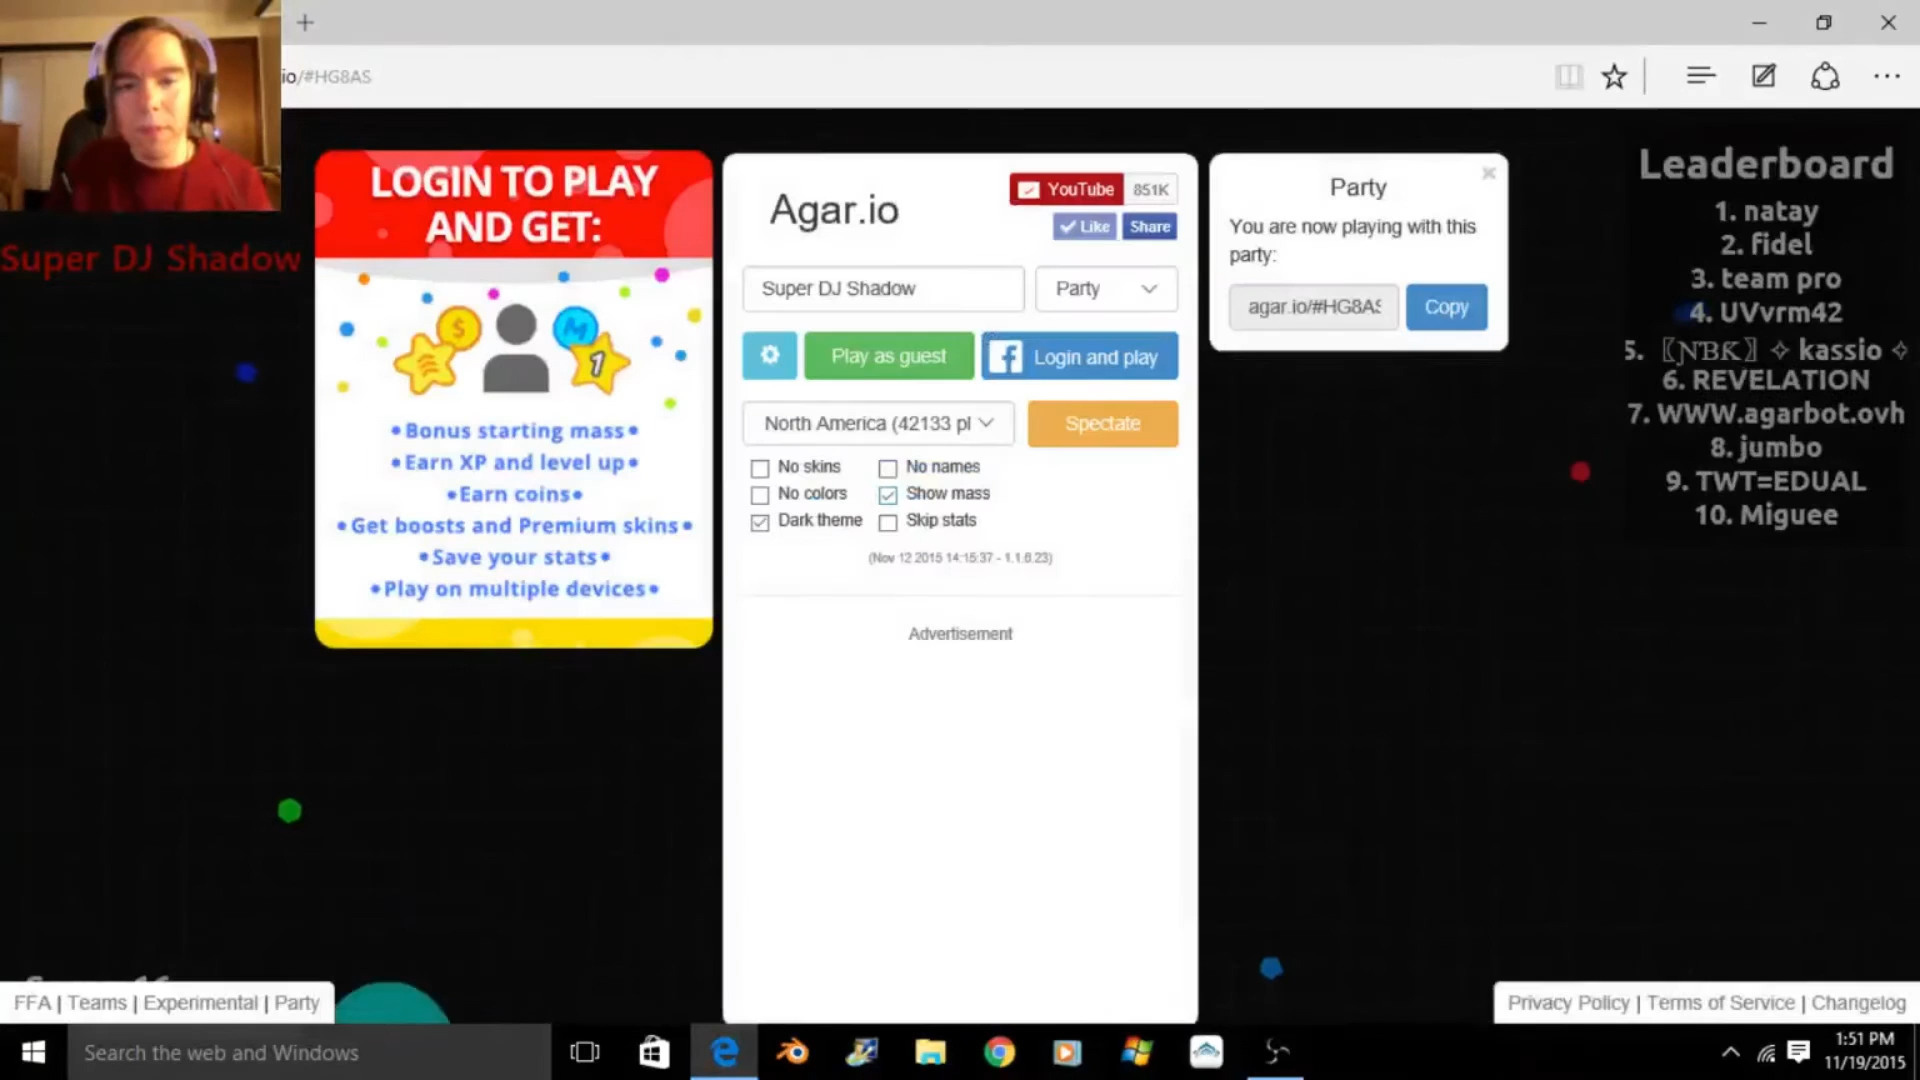 io/#HG8AS
Super DJ Shadow
LOGIN TO PLAY
AND GET:
•Bonus starting mass•
•Earn XP and level up•
•Earn coins•
•Get boosts and Premium skins•
•Save your stats•
•Play on multiple devices•
Agar.io
YouTube 851K
Like Share
Super DJ Shadow Party
Play as guest Login and play
North America (42133 pl Spectate
No skins No names
No colors Show mass
Dark theme Skip stats
(Nov 12 2015 14:15:37 - 1.1.6.23)
Advertisement
Party
You are now playing with this
party:
agar.io/#HG8AS Copy
Leaderboard
1. natay
2. fidel
3. team pro
4. UVvrm42
5.〖ƝƁƘ〗✧ kassio ✧
6. REVELATION
7. WWW.agarbot.ovh
8. jumbo
9. TWT=EDUAL
10. Miguee
FFA | Teams | Experimental | Party
Privacy Policy | Terms of Service | Changelog
Search the web and Windows
1:51 PM
11/19/2015